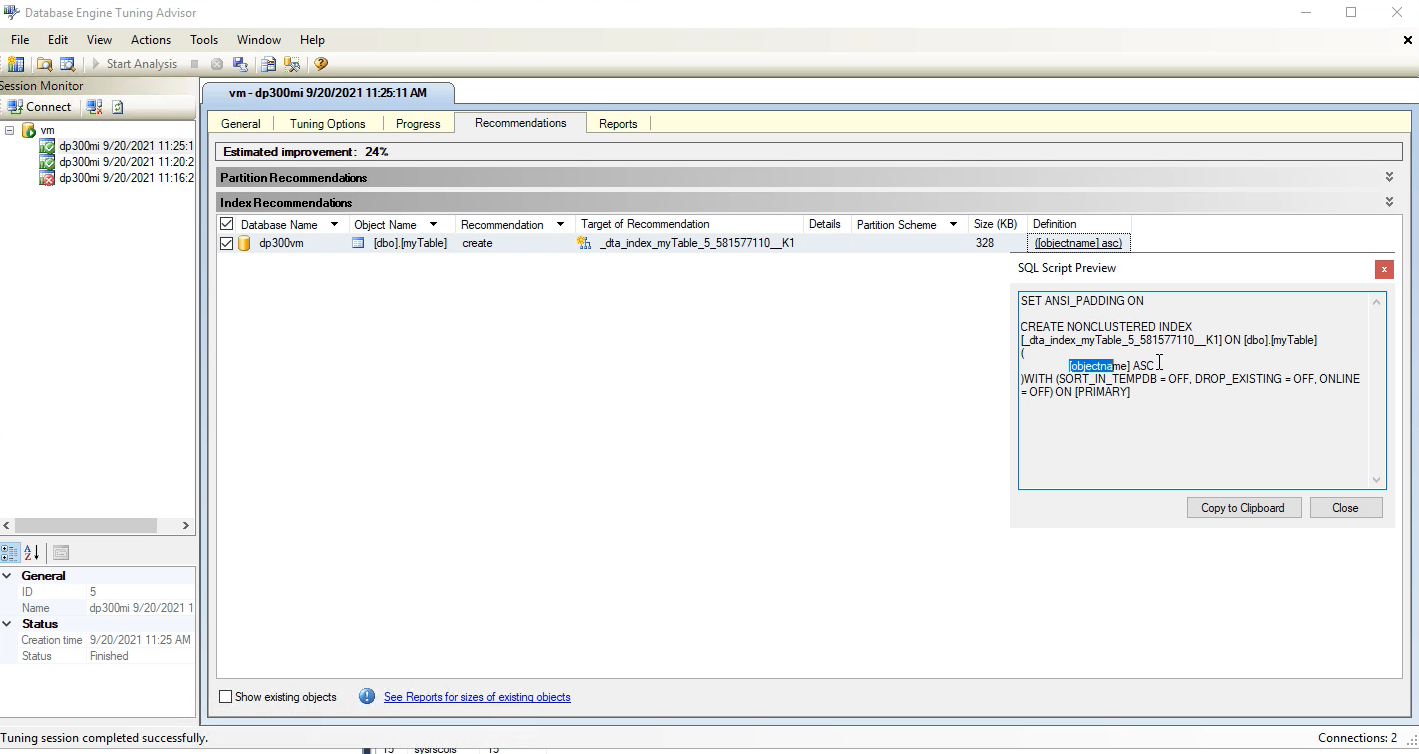 Database Engine Tuning Advisor
File Edit View Actions Tools Window Help
Start Analysis
Session Monitor
Connect
vm
dp300mi 9/20/2021 11:25:1
dp300mi 9/20/2021 11:20:2
dp300mi 9/20/2021 11:16:2
vm - dp300mi 9/20/2021 11:25:11 AM
General Tuning Options Progress Recommendations Reports
Estimated improvement: 24%
Partition Recommendations
Index Recommendations
Database Name Object Name Recommendation Target of Recommendation Details Partition Scheme Size (KB) Definition
dp300vm [dbo].[myTable] create _dta_index_myTable_5_581577110__K1 328 ([objectname] asc)
SQL Script Preview
x
SET ANSI_PADDING ON
CREATE NONCLUSTERED INDEX
[_dta_index_myTable_5_581577110__K1] ON [dbo].[myTable]
(
[objectname] ASC
)WITH (SORT_IN_TEMPDB = OFF, DROP_EXISTING = OFF, ONLINE
= OFF) ON [PRIMARY]
Copy to Clipboard Close
General
ID 5
Name dp300mi 9/20/2021 1
Status
Creation time 9/20/2021 11:25 AM
Status Finished
Show existing objects See Reports for sizes of existing objects
Tuning session completed successfully. Connections: 2
15 sysrscols 15